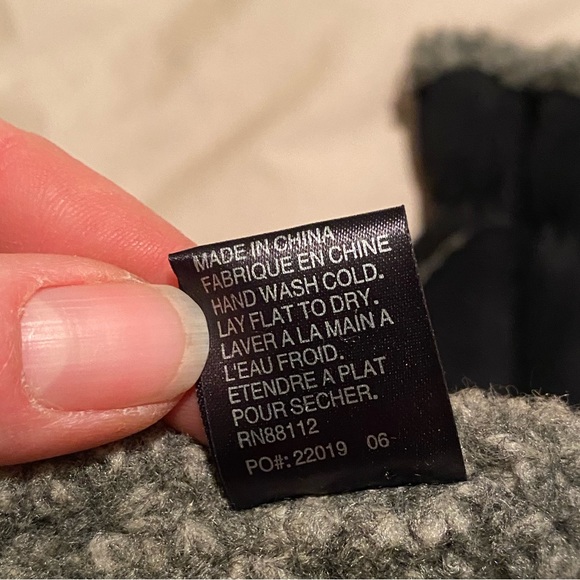 MADE IN CHINA
FABRIQUE EN CHINE
HAND WASH COLD.
LAY FLAT TO DRY.
LAVER A LA MAIN A
L'EAU FROID.
ETENDRE A PLAT
POUR SECHER.
RN88112
PO#: 22019 06-